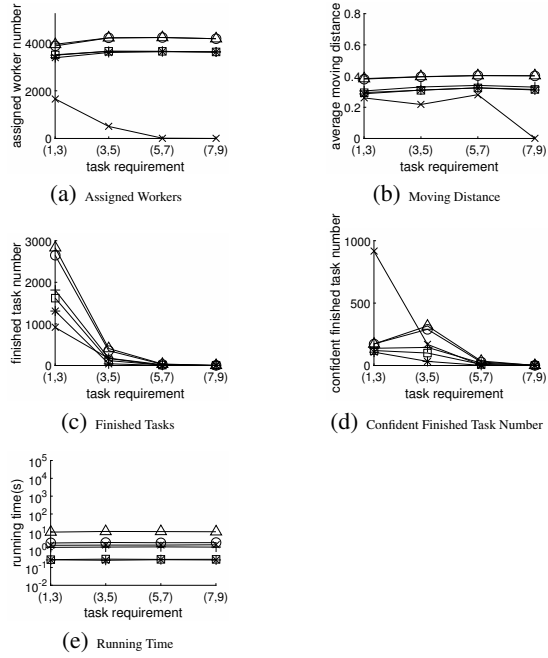 assigned worker number
4000
2000
0
(1,3) (3,5) (5,7) (7,9)
task requirement
(a) Assigned Workers
average moving distance
0.8
0.6
0.4
0.2
0
(1,3) (3,5) (5,7) (7,9)
task requirement
(b) Moving Distance
finished task number
3000
2000
1000
0
(1,3) (3,5) (5,7) (7,9)
task requirement
(c) Finished Tasks
confident finished task number
1000
500
0
(1,3) (3,5) (5,7) (7,9)
task requirement
(d) Confident Finished Task Number
running time(s)
10^5
10^4
10^3
10^2
10^1
10^0
10^-1
10^-2
(1,3) (3,5) (5,7) (7,9)
task requirement
(e) Running Time